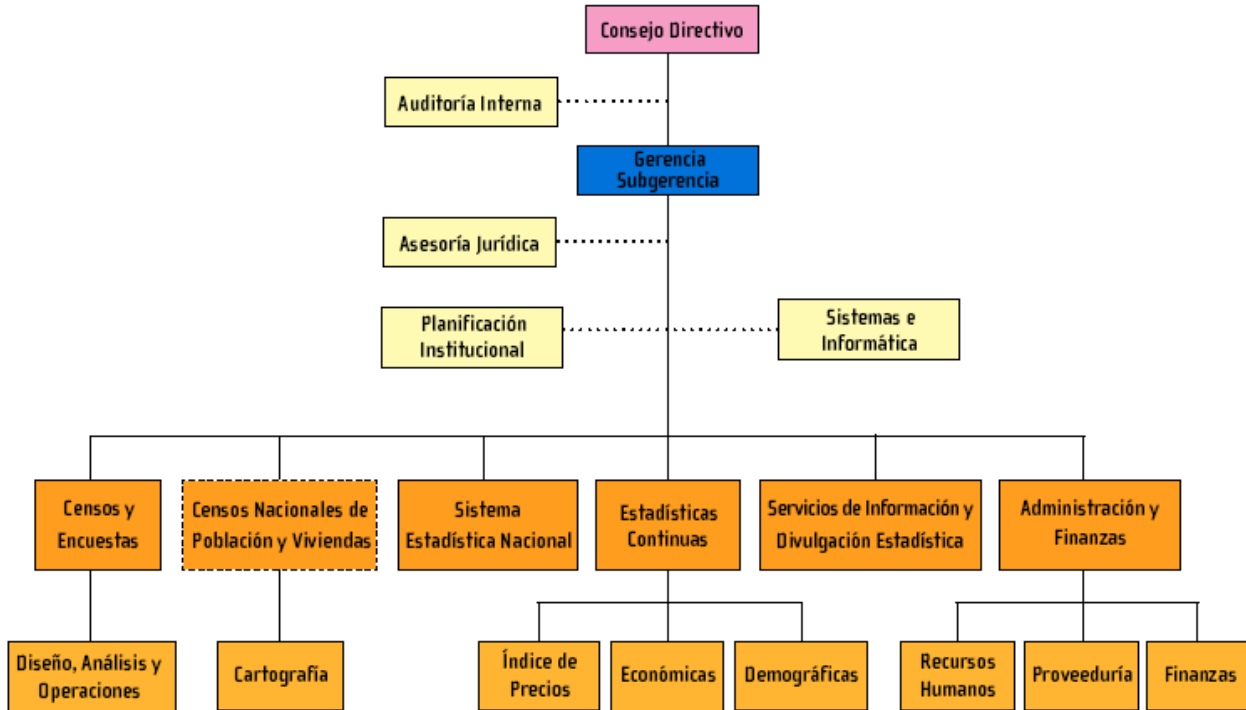 Consejo Directivo
Auditoría Interna
Gerencia
Subgerencia
Asesoría Jurídica
Planificación
Institucional
Sistemas e
Informática
Censos y
Encuestas
Censos Nacionales de
Población y Viviendas
Sistema
Estadística Nacional
Estadísticas
Continuas
Servicios de Información y
Divulgación Estadística
Administración y
Finanzas
Diseño, Análisis y
Operaciones
Cartografía
Índice de
Precios
Económicas
Demográficas
Recursos
Humanos
Proveeduría
Finanzas